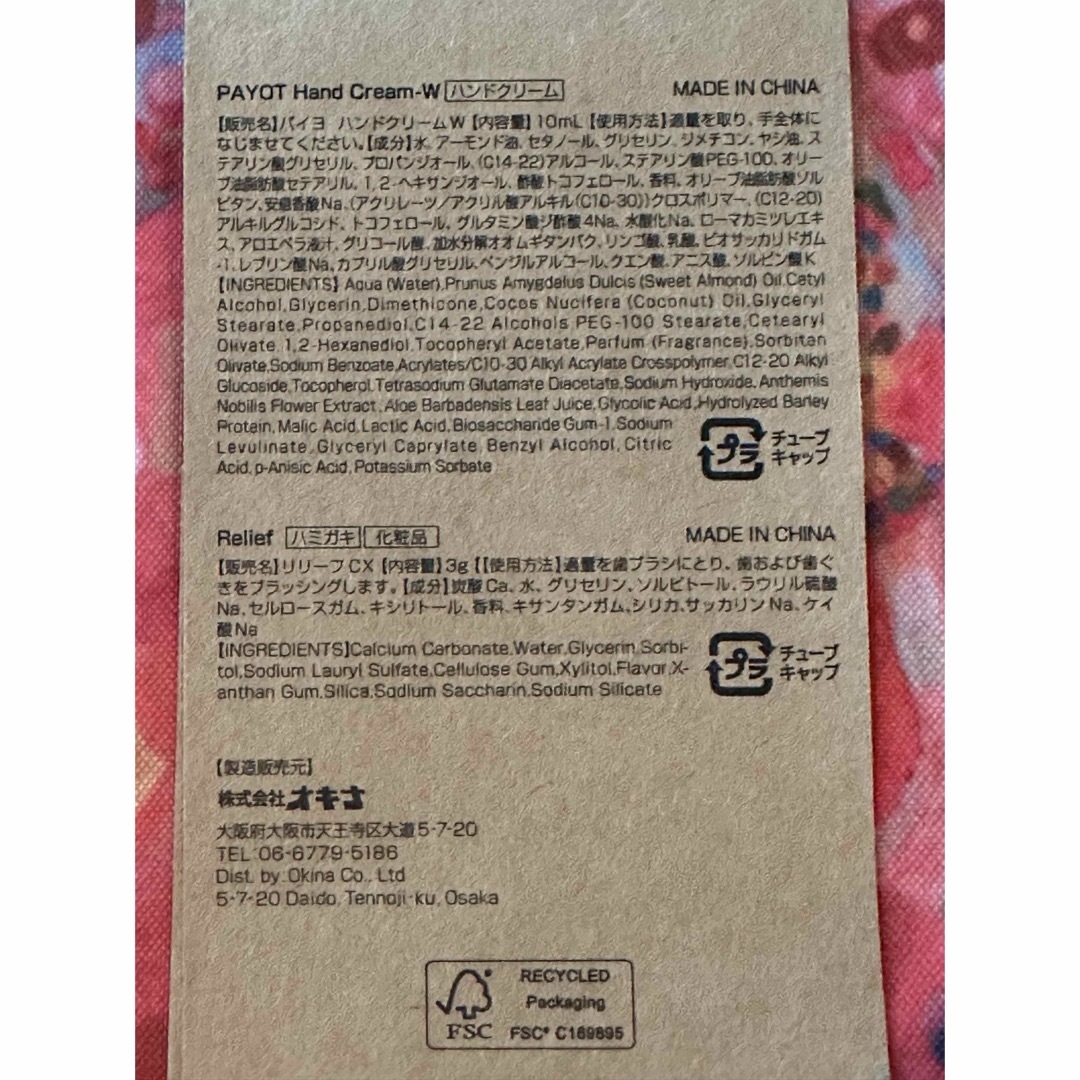 PAYOT Hand Cream-W ハンドクリーム MADE IN CHINA
【販売名】パイヨ ハンドクリームW【内容量】10mL【使用方法】適量を取り、手全体に
なじませてください。【成分】水、アーモンド油、セタノール、グリセリン、ジメチコン、ヤシ油、ス
テアリン酸グリセリル、プロパンジオール、(C14-22)アルコール、ステアリン酸PEG-100、オリー
ブ油脂肪酸セテアリル、1,2-ヘキサンジオール、酢酸トコフェロール、香料、オリーブ油脂肪酸ソル
ビタン、安息香酸Na、(アクリレーツ/アクリル酸アルキル(C10-30))クロスポリマー、(C12-20)
アルキルグルコシド、トコフェロール、グルタミン酸ジ酢酸4Na、水酸化Na、ローマカミツレエキ
ス、アロエベラ液汁、グリコール酸、加水分解オオムギタンパク、リンゴ酸、乳酸、ビオサッカリドガム
-1、レブリン酸Na、カプリル酸グリセリル、ベンジルアルコール、クエン酸、アニス酸、ソルビン酸K
【INGREDIENTS】Aqua (Water),Prunus Amygdalus Dulcis (Sweet Almond) Oil,Cetyl
Alcohol,Glycerin,Dimethicone,Cocos Nucifera (Coconut) Oil,Glyceryl
Stearate,Propanediol,C14-22 Alcohols PEG-100 Stearate,Cetearyl
Olivate,1,2-Hexanediol,Tocopheryl Acetate,Parfum (Fragrance),Sorbitan
Olivate,Sodium Benzoate,Acrylates/C10-30 Alkyl Acrylate Crosspolymer,C12-20 Alkyl
Glucoside,Tocopherol,Tetrasodium Glutamate Diacetate,Sodium Hydroxide,Anthemis
Nobilis Flower Extract,Aloe Barbadensis Leaf Juice,Glycolic Acid,Hydrolyzed Barley
Protein,Malic Acid,Lactic Acid,Biosaccharide Gum-1,Sodium
Levulinate,Glyceryl Caprylate,Benzyl Alcohol,Citric
Acid,p-Anisic Acid,Potassium Sorbate
プラ チューブ
キャップ
Relief ハミガキ 化粧品 MADE IN CHINA
【販売名】リリーフCX【内容量】3g【【使用方法】適量を歯ブラシにとり、歯および歯ぐ
きをブラッシングします。【成分】炭酸Ca、水、グリセリン、ソルビトール、ラウリル硫酸
Na、セルロースガム、キシリトール、香料、キサンタンガム、シリカ、サッカリンNa、ケイ
酸Na
【INGREDIENTS】Calcium Carbonate,Water,Glycerin Sorbi-
tol,Sodium Lauryl Sulfate,Cellulose Gum,Xylitol,Flavor,X-
anthan Gum,Silica,Sodium Saccharin,Sodium Silicate
プラ チューブ
キャップ
【製造販売元】
株式会社オキナ
大阪府大阪市天王寺区大道5-7-20
TEL:06-6779-5186
Dist. by:Okina Co., Ltd
5-7-20 Daido, Tennoji-ku, Osaka
RECYCLED
Packaging
FSC FSC® C169895